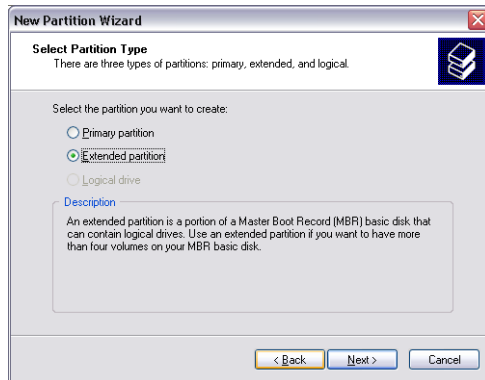 New Partition Wizard
Select Partition Type
There are three types of partitions: primary, extended, and logical.
Select the partition you want to create:
Primary partition
Extended partition
Logical drive
Description
An extended partition is a portion of a Master Boot Record (MBR) basic disk that
can contain logical drives. Use an extended partition if you want to have more
than four volumes on your MBR basic disk.
< Back
Next >
Cancel